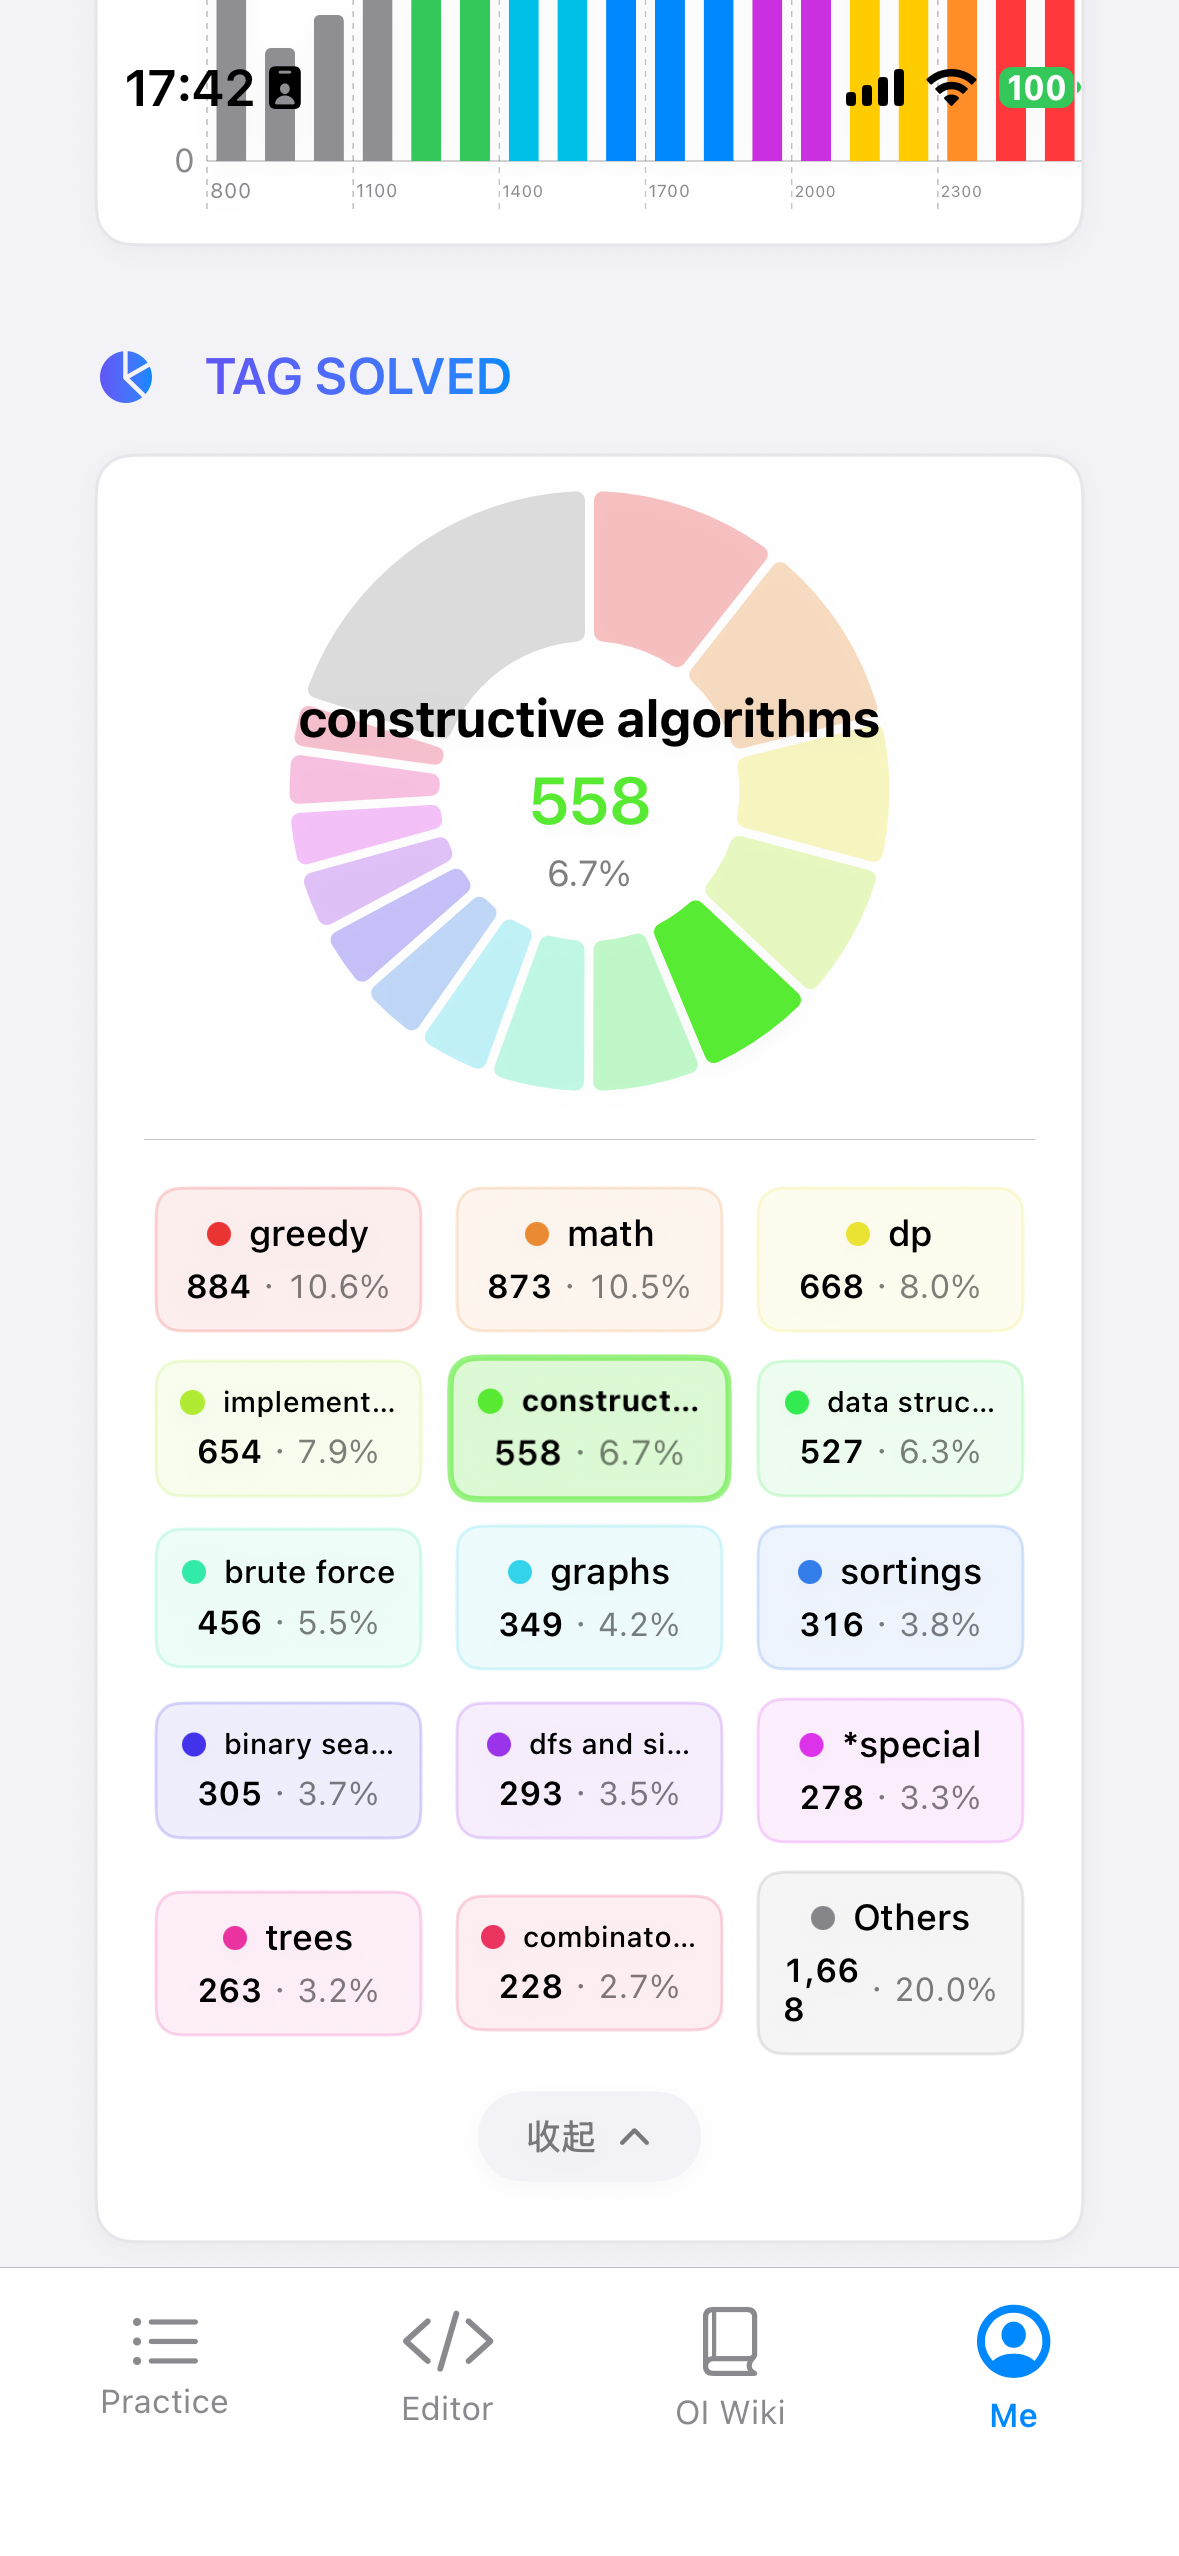 17:42
100
0
800 1100 1400 1700 2000 2300
TAG SOLVED
constructive algorithms
558
6.7%
greedy
884 · 10.6%
math
873 · 10.5%
dp
668 · 8.0%
implement...
654 · 7.9%
construct...
558 · 6.7%
data struc...
527 · 6.3%
brute force
456 · 5.5%
graphs
349 · 4.2%
sortings
316 · 3.8%
binary sea...
305 · 3.7%
dfs and si...
293 · 3.5%
*special
278 · 3.3%
trees
263 · 3.2%
combinato...
228 · 2.7%
Others
1,66
8 · 20.0%
收起
Practice
Editor
OI Wiki
Me